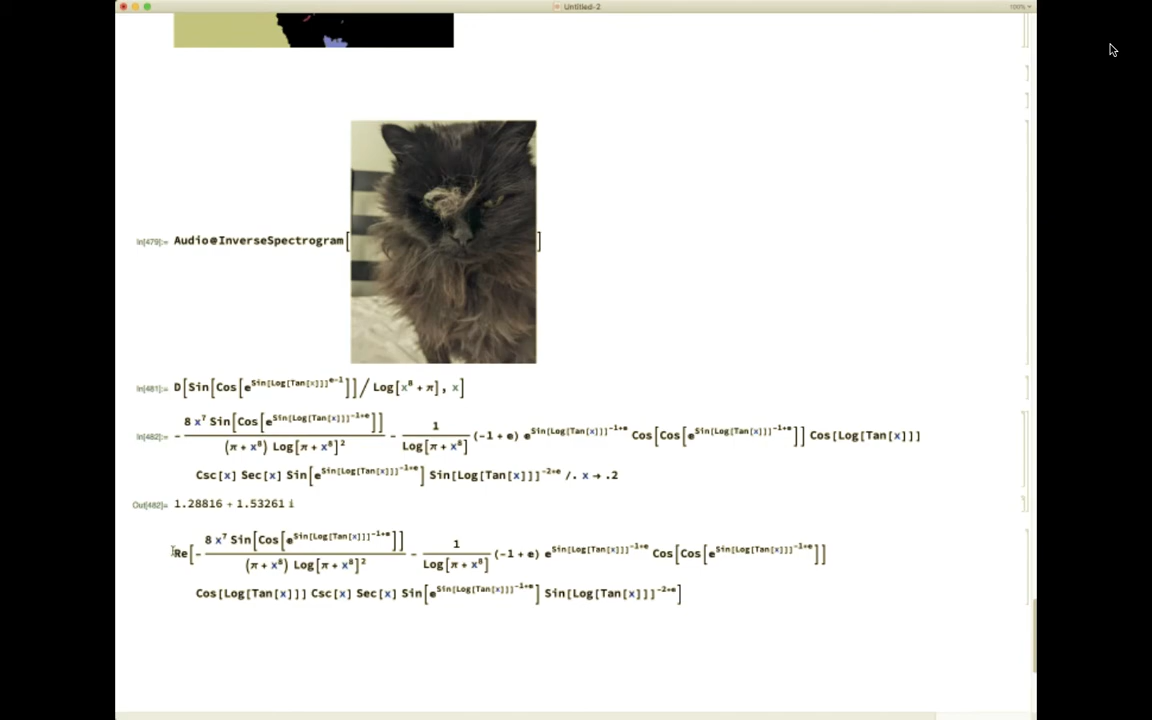 Untitled-2
100%
In[479]:= Audio@InverseSpectrogram[ ]
In[481]:= D[Sin[Cos[e^Sin[Log[Tan[x]]]^e-1]]/Log[x^8 + π], x]
In[482]:= - 8 x^7 Sin[Cos[e^Sin[Log[Tan[x]]]^-1+e]] / (π + x^8) Log[π + x^8]^2 - 1 / Log[π + x^8] (-1 + e) e^Sin[Log[Tan[x]]]^-1+e Cos[Cos[e^Sin[Log[Tan[x]]]^-1+e]] Cos[Log[Tan[x]]]
Csc[x] Sec[x] Sin[e^Sin[Log[Tan[x]]]^-1+e] Sin[Log[Tan[x]]]^-2+e /. x → .2
Out[482]= 1.28816 + 1.53261 i
Re[- 8 x^7 Sin[Cos[e^Sin[Log[Tan[x]]]^-1+e]] / (π + x^8) Log[π + x^8]^2 - 1 / Log[π + x^8] (-1 + e) e^Sin[Log[Tan[x]]]^-1+e Cos[Cos[e^Sin[Log[Tan[x]]]^-1+e]]
Cos[Log[Tan[x]]] Csc[x] Sec[x] Sin[e^Sin[Log[Tan[x]]]^-1+e] Sin[Log[Tan[x]]]^-2+e]